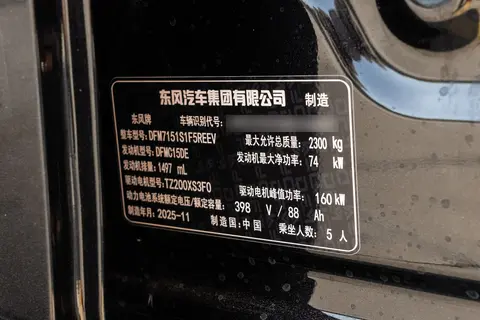 东风汽车集团有限公司 制造
东风牌 车辆识别代号:
整车型号: DFM7151S1F5REEV 最大允许总质量: 2300 kg
发动机型号: DFMC15DE 发动机最大净功率: 74 kW
发动机排量: 1497 mL
驱动电机型号: TZ200XS3F0 驱动电机峰值功率: 160 kW
动力电池系统额定电压/额定容量: 398 V / 88 Ah
制造年月: 2025-11 制造国: 中国 乘坐人数: 5 人